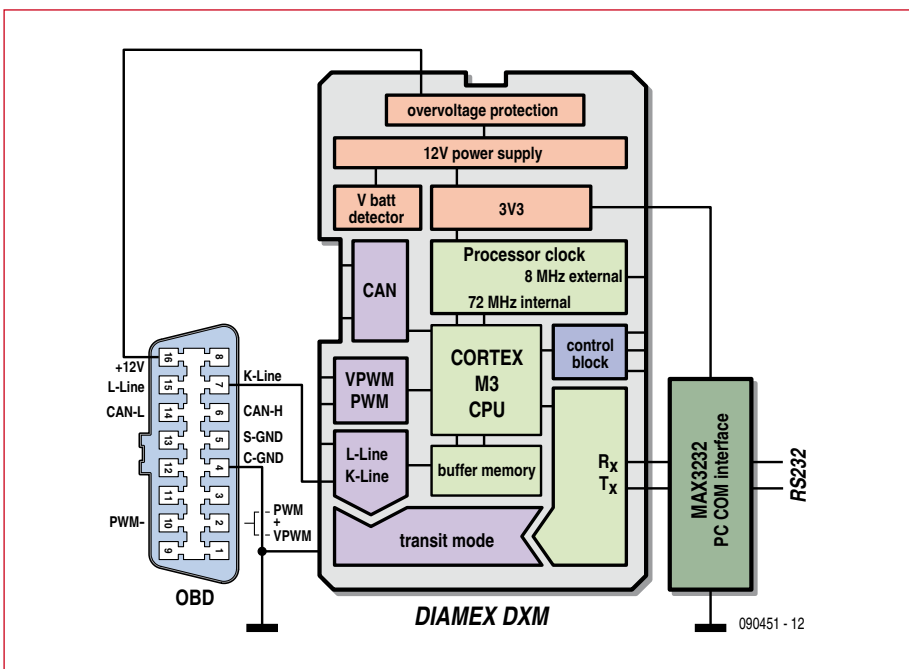 overvoltage protection
12V power supply
V batt
detector
3V3
Processor clock
8 MHz external
72 MHz internal
CAN
CORTEX
M3
CPU
control
block
VPWM
PWM
L-Line
K-Line
buffer memory
Rx
Tx
transit mode
MAX3232
PC COM interface
RS232
+12V
L-Line
CAN-L
PWM-
K-Line
CAN-H
S-GND
C-GND
PWM
+
VPWM
16
15
14
13
12
11
10
9
8
7
6
5
4
3
2
1
OBD
DIAMEX DXM
090451 - 12